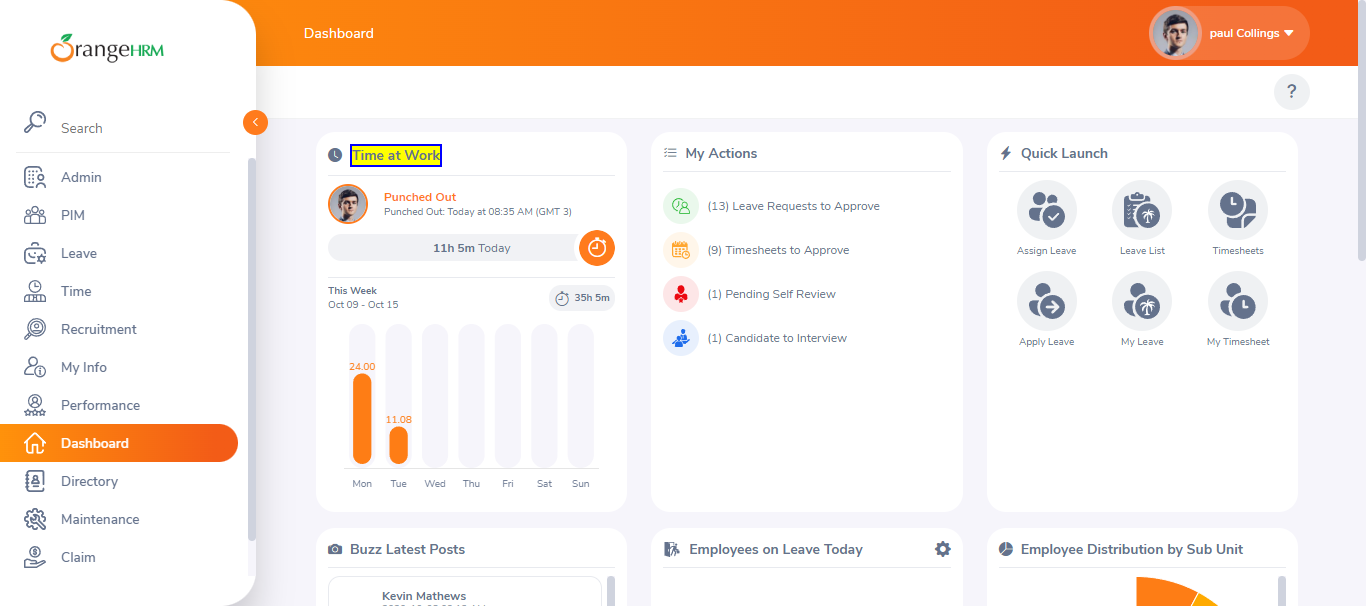 OrangeHRM
Search
Admin
PIM
Leave
Time
Recruitment
My Info
Performance
Dashboard
Directory
Maintenance
Claim
Dashboard
paul Collings
?
Time at Work
Punched Out
Punched Out: Today at 08:35 AM (GMT 3)
11h 5m Today
This Week
Oct 09 - Oct 15
35h 5m
24.00
11.08
Mon Tue Wed Thu Fri Sat Sun
My Actions
(13) Leave Requests to Approve
(9) Timesheets to Approve
(1) Pending Self Review
(1) Candidate to Interview
Quick Launch
Assign Leave Leave List Timesheets
Apply Leave My Leave My Timesheet
Buzz Latest Posts
Kevin Mathews
Employees on Leave Today
Employee Distribution by Sub Unit